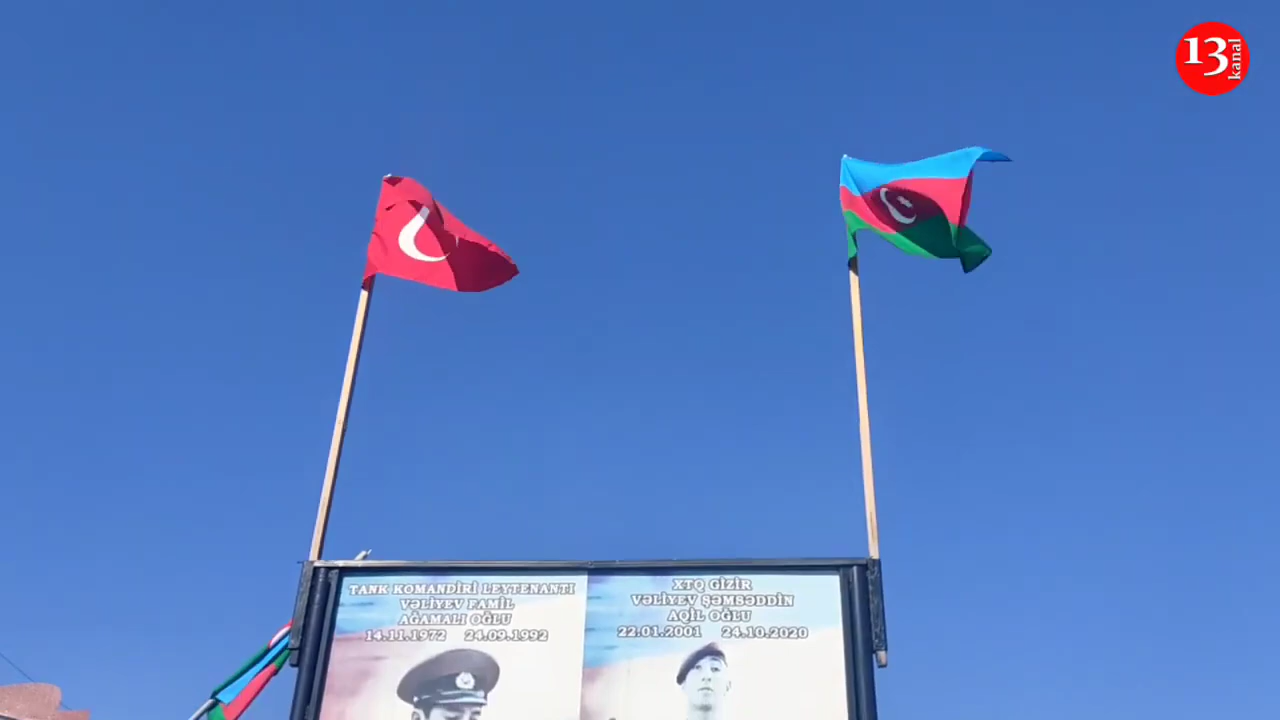 13 kanal
TANK KOMANDİRİ LEYTENANTI
VƏLİYEV FAMİL
AĞAMALI OĞLU
14.11.1972 24.09.1992
XTQ GİZİR
VƏLİYEV ŞƏMSƏDDİN
AQİL OĞLU
22.01.2001 24.10.2020